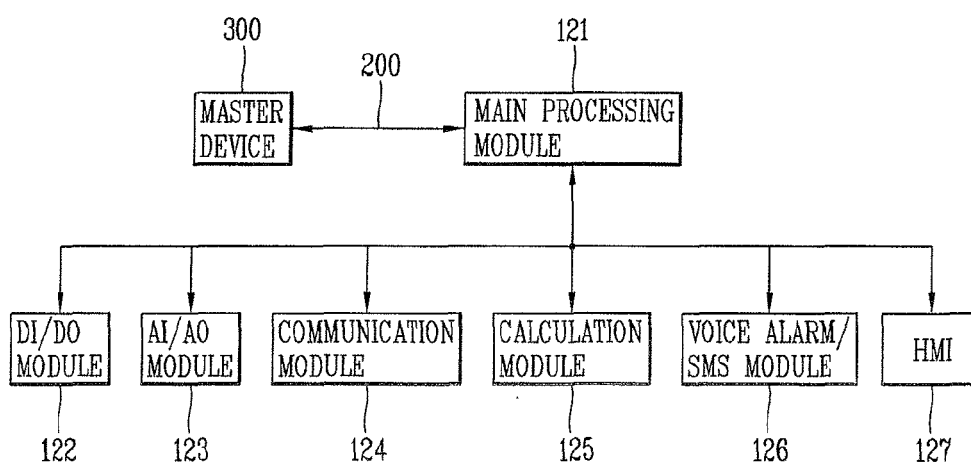 300
121
200
MASTER
DEVICE
MAIN PROCESSING
MODULE
DI/DO
MODULE
AI/AO
MODULE
COMMUNICATION
MODULE
CALCULATION
MODULE
VOICE ALARM/
SMS MODULE
HMI
122
123
124
125
126
127